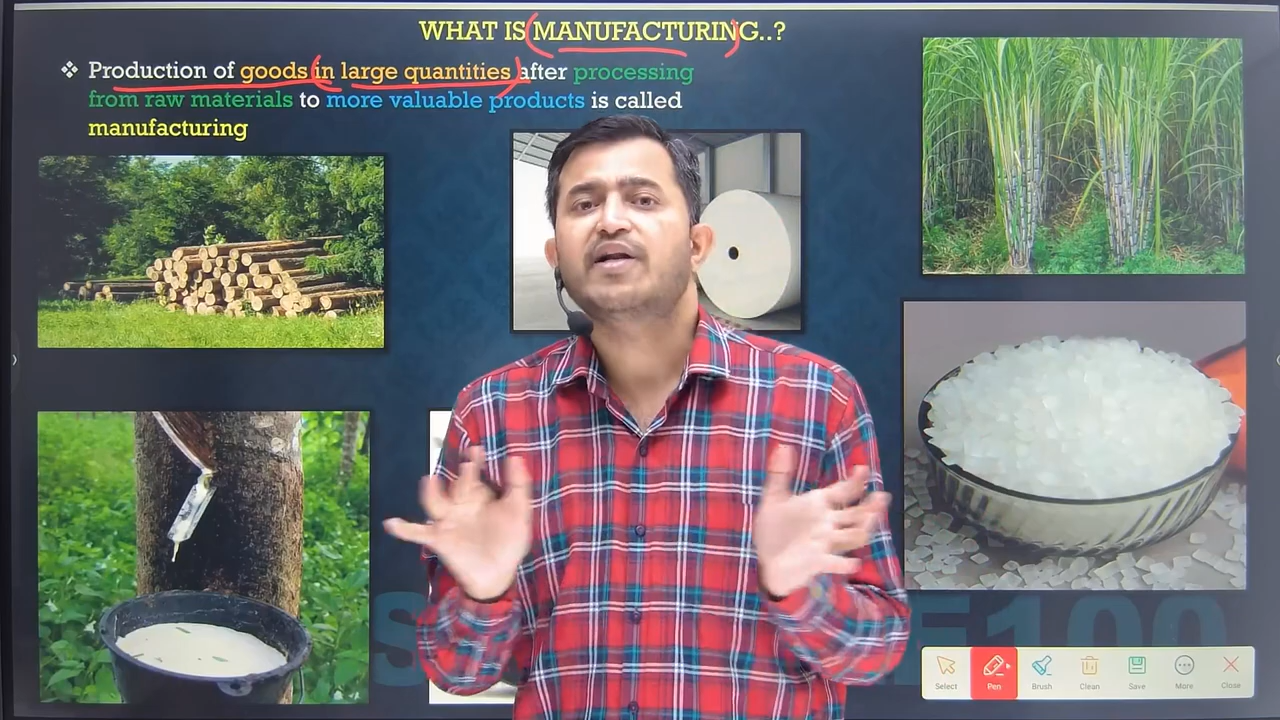 WHAT IS MANUFACTURING..?
❖ Production of goods in large quantities after processing
from raw materials to more valuable products is called
manufacturing
Select
Pen
Brush
Clean
Save
More
Close